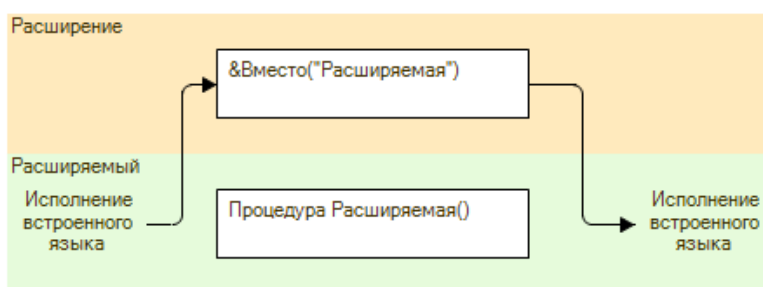 Расширение
&Вместо("Расширяемая")
Расширяемый
Исполнение
встроенного
языка
Процедура Расширяемая()
Исполнение
встроенного
языка